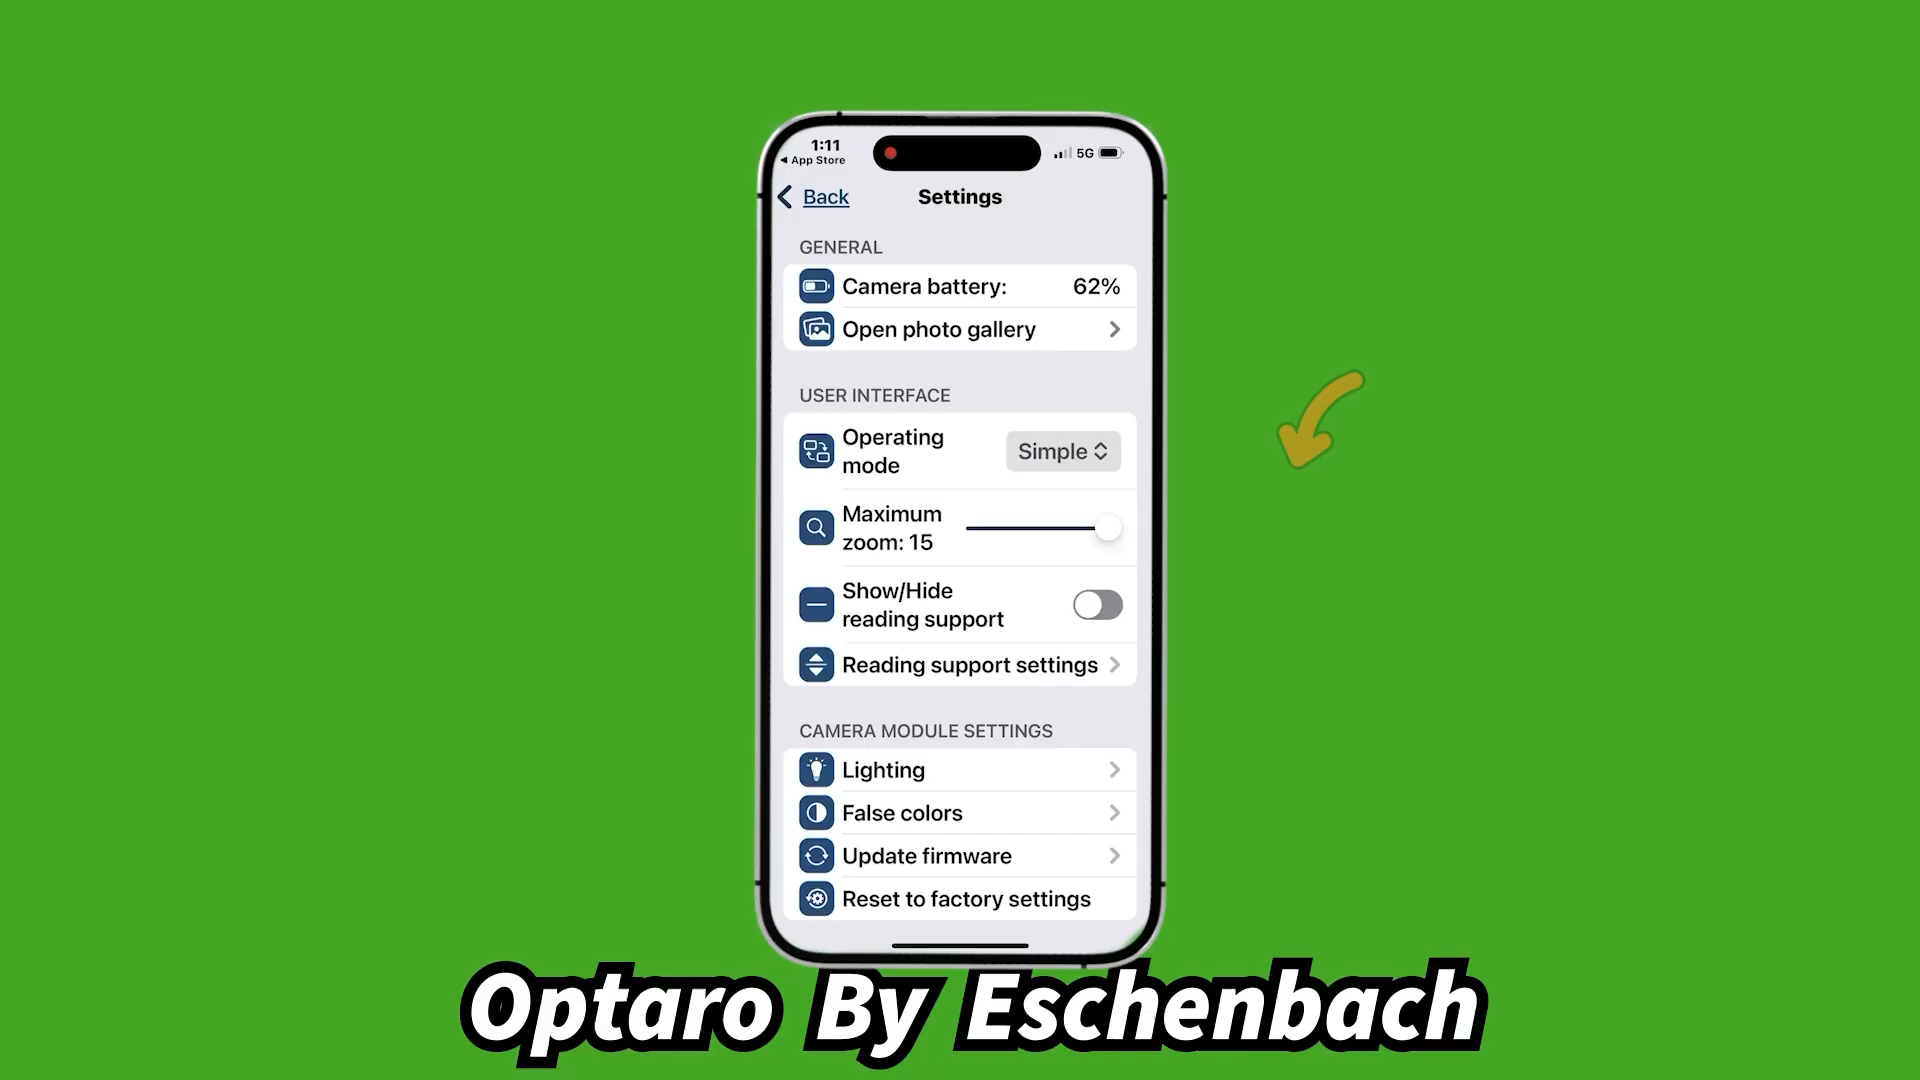 1:11
App Store
5G
Back
Settings
GENERAL
Camera battery: 62%
Open photo gallery
USER INTERFACE
Operating
mode
Simple
Maximum
zoom: 15
Show/Hide
reading support
Reading support settings
CAMERA MODULE SETTINGS
Lighting
False colors
Update firmware
Reset to factory settings
Optaro By Eschenbach